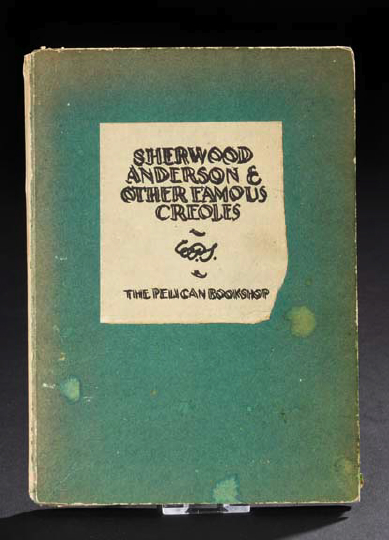 SHERWOOD
ANDERSON &
OTHER FAMOUS
CREOLES
THE PELICAN BOOKSHOP